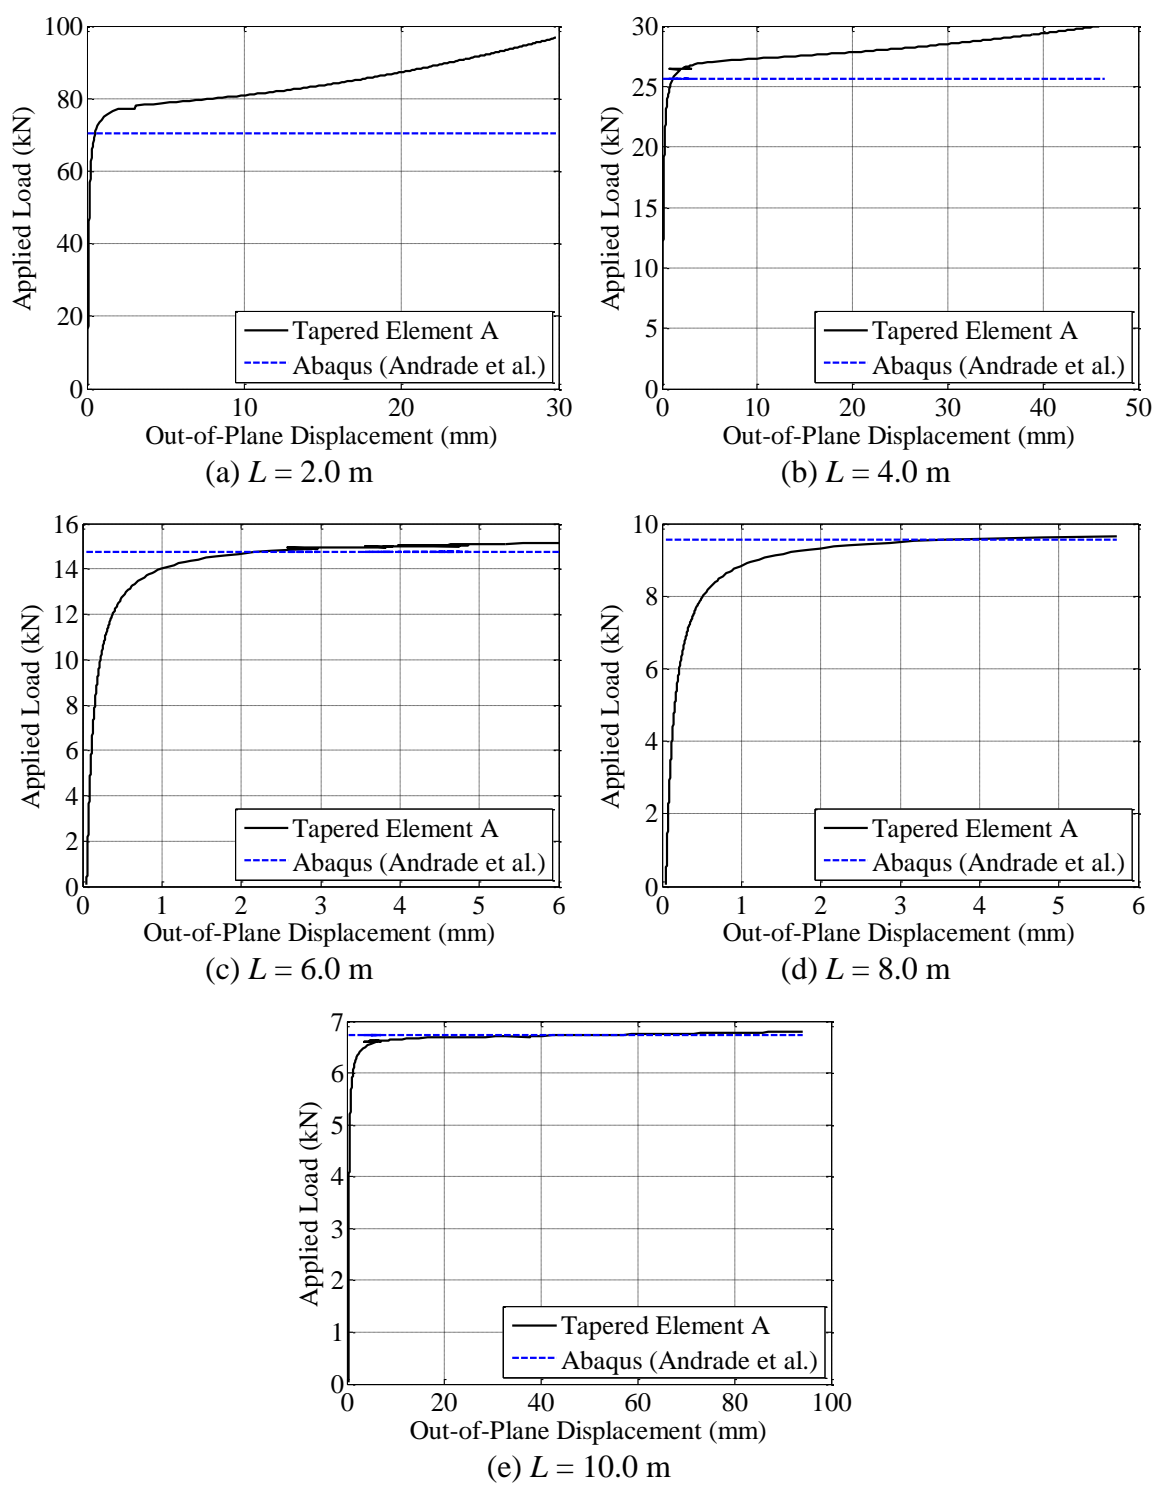 100
80
60
40
20
0
Applied Load (kN)
Tapered Element A
Abaqus (Andrade et al.)
0 10 20 30
Out-of-Plane Displacement (mm)
(a) L = 2.0 m
30
25
20
15
10
5
0
Applied Load (kN)
Tapered Element A
Abaqus (Andrade et al.)
0 10 20 30 40 50
Out-of-Plane Displacement (mm)
(b) L = 4.0 m
16
14
12
10
8
6
4
2
0
Applied Load (kN)
Tapered Element A
Abaqus (Andrade et al.)
0 1 2 3 4 5 6
Out-of-Plane Displacement (mm)
(c) L = 6.0 m
10
8
6
4
2
0
Applied Load (kN)
Tapered Element A
Abaqus (Andrade et al.)
0 1 2 3 4 5 6
Out-of-Plane Displacement (mm)
(d) L = 8.0 m
7
6
5
4
3
2
1
0
Applied Load (kN)
Tapered Element A
Abaqus (Andrade et al.)
0 20 40 60 80 100
Out-of-Plane Displacement (mm)
(e) L = 10.0 m